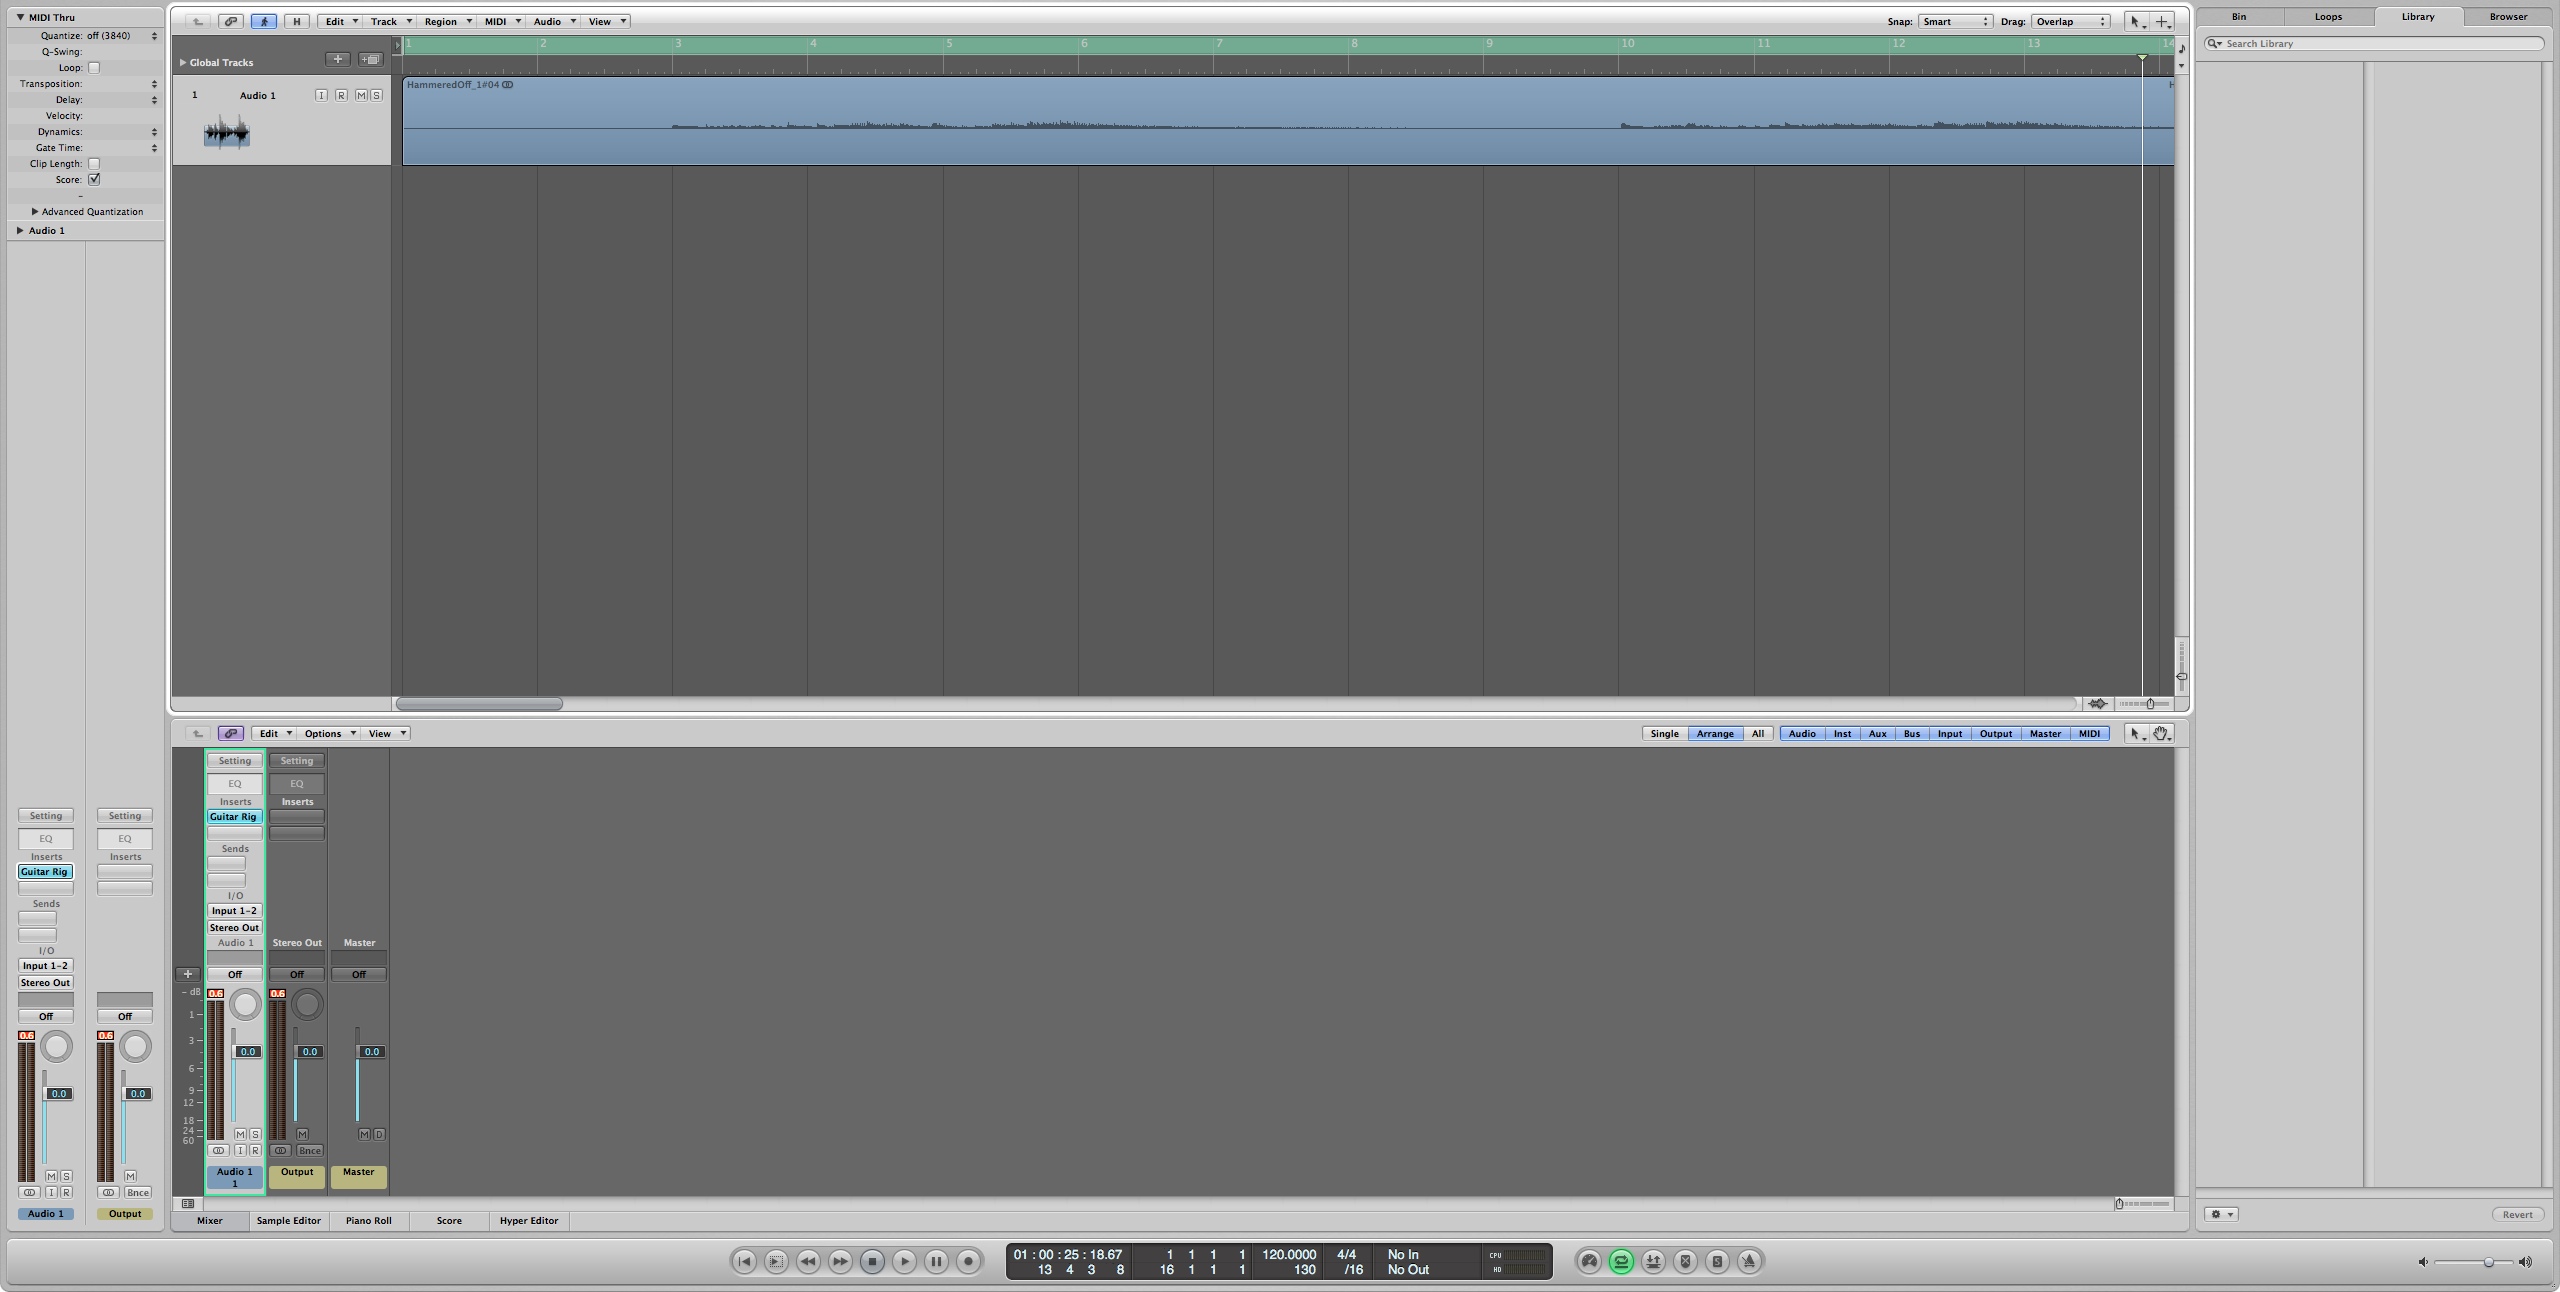 MIDI Thru
Quantize: off (3840)
Q-Swing:
Loop:
Transposition:
Delay:
Velocity:
Dynamics:
Gate Time:
Clip Length:
Score:
–
Advanced Quantization
Audio 1
Setting Setting
EQ EQ
Inserts Inserts
Guitar Rig
Sends
I/O
Input 1-2
Stereo Out
Off Off
0.6 0.6
0.0 0.0
M S M
I R Bnce
Audio 1 Output
H Edit Track Region MIDI Audio View Snap: Smart Drag: Overlap
1 2 3 4 5 6 7 8 9 10 11 12 13 14
Global Tracks
1 Audio 1 I R M S
HammeredOff_1#04 H
Edit Options View Single Arrange All Audio Inst Aux Bus Input Output Master MIDI
Setting Setting
EQ EQ
Inserts Inserts
Guitar Rig
Sends
I/O
Input 1-2
Stereo Out
Audio 1 Stereo Out Master
Off Off Off
- dB 0.6 0.6
1
3
0.0 0.0 0.0
6
9
12
18
24
60
M S M M D
I R Bnce
Audio 1 Output Master
1
Mixer Sample Editor Piano Roll Score Hyper Editor
Bin Loops Library Browser
Search Library
Revert
01 : 00 : 25 : 18.67 1 1 1 1 120.0000 4/4 No In CPU
13 4 3 8 16 1 1 1 130 /16 No Out HD
S